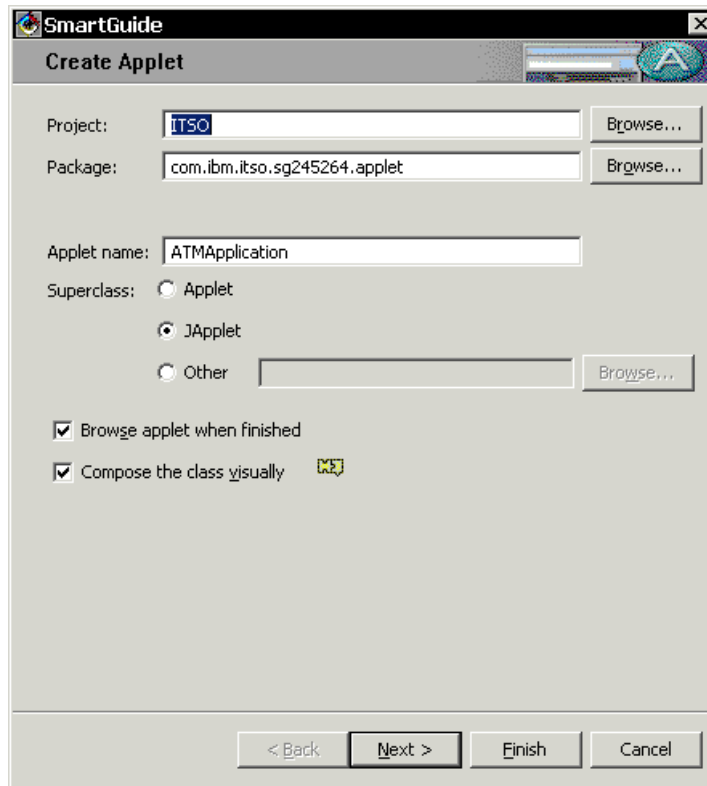 SmartGuide
Create Applet
Project: ITSO Browse...
Package: com.ibm.itso.sg245264.applet Browse...
Applet name: ATMApplication
Superclass: Applet
JApplet
Other Browse...
Browse applet when finished
Compose the class visually
< Back Next > Finish Cancel